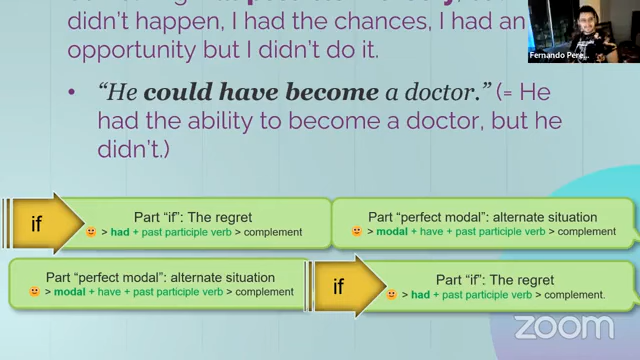 didn't happen, I had the chances, I had an
opportunity but I didn't do it.
Fernando Pere...
• "He could have become a doctor." (= He
had the ability to become a doctor, but he
didn't.)
if
Part "if": The regret
> had + past participle verb > complement
Part "perfect modal": alternate situation
> modal + have + past participle verb > complement
Part "perfect modal": alternate situation
> modal + have + past participle verb > complement
if
Part "if": The regret
> had + past participle verb > complement.
zoom